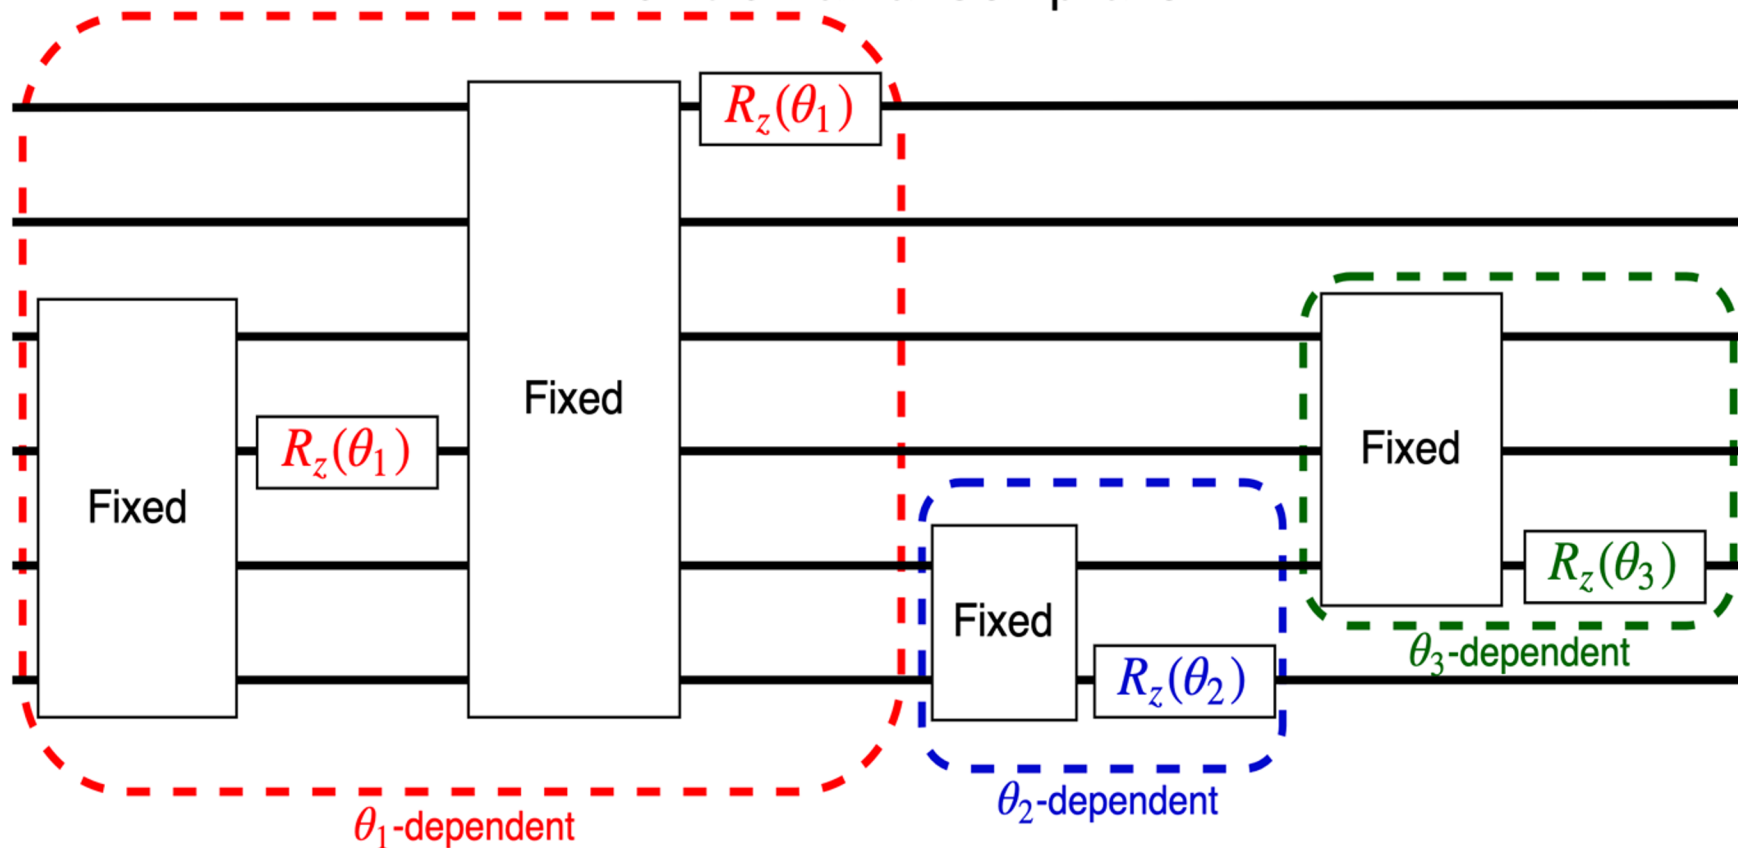 R_z(θ_1)
Fixed
R_z(θ_1)
Fixed
Fixed
R_z(θ_2)
Fixed
R_z(θ_3)
θ_3-dependent
θ_2-dependent
θ_1-dependent